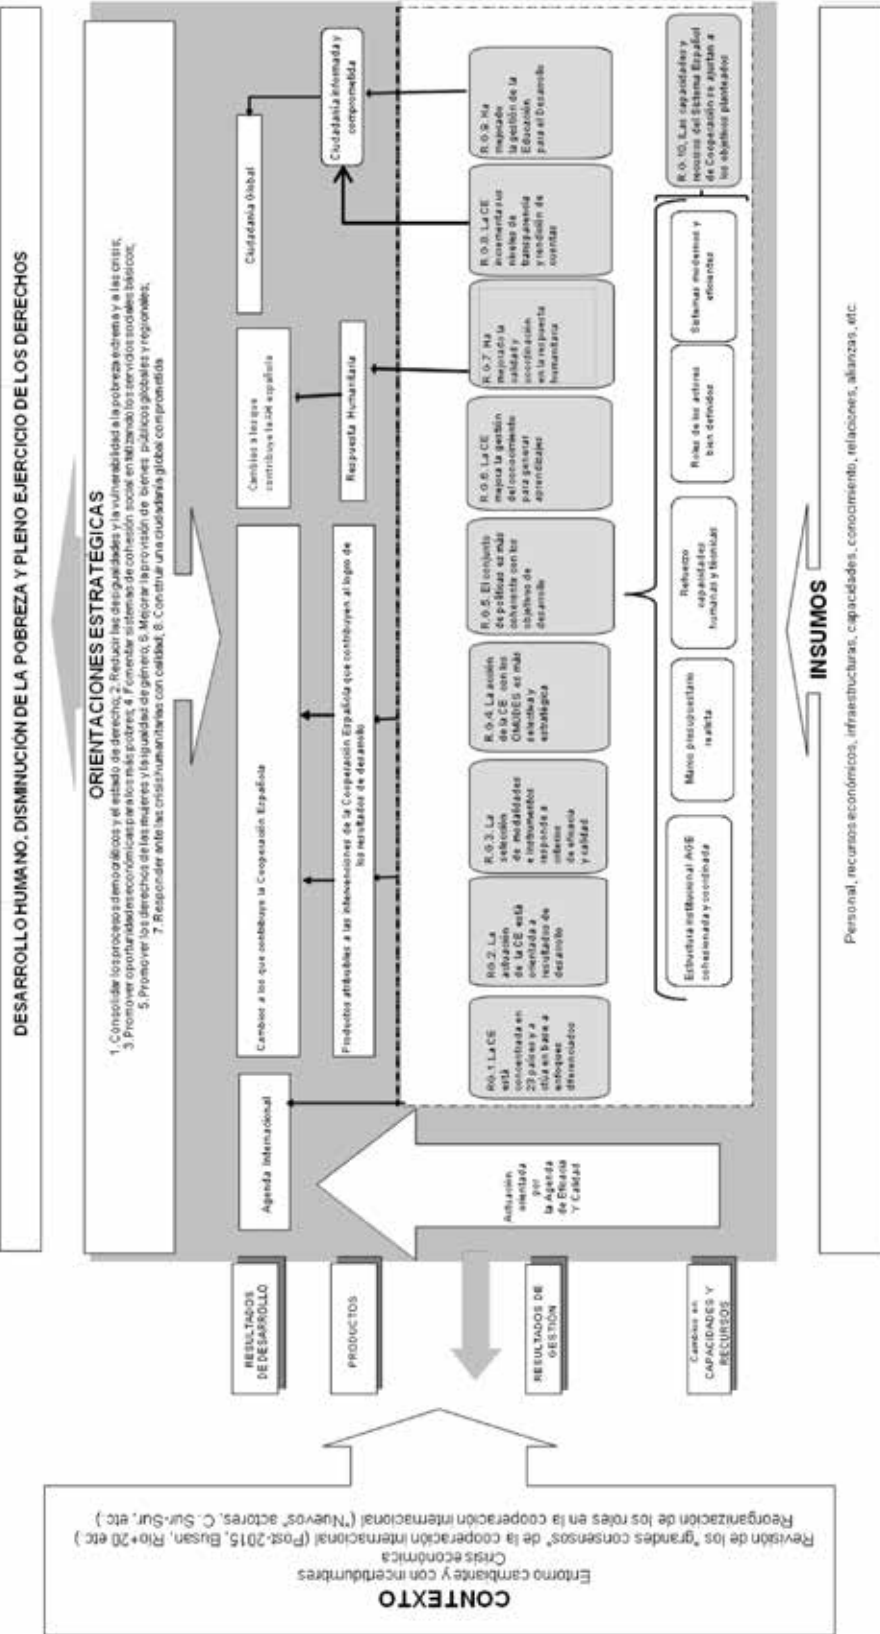 DESARROLLO HUMANO, DISMINUCIÓN DE LA POBREZA Y PLENO EJERCICIO DE LOS DERECHOS
ORIENTACIONES ESTRATÉGICAS
1. Consolidar los procesos democráticos y el estado de derecho; 2. Reducir las desigualdades y la vulnerabilidad a la pobreza extrema y a las crisis;
3. Promover oportunidades económicas para los más pobres; 4. Fomentar sistemas de cohesión social enfatizando los servicios sociales básicos;
5. Promover los derechos de las mujeres y la igualdad de género; 6. Mejorar la provisión de bienes públicos globales y regionales;
7. Responder ante las crisis humanitarias con calidad; 8. Construir una ciudadanía global comprometida
RESULTADOS
DE DESARROLLO
Agenda Internacional
Cambios a los que contribuye la Cooperación Española
Cambios a los que
contribuye la AH española
Ciudadanía Global
PRODUCTOS
Productos atribuibles a las intervenciones de la Cooperación Española que contribuyen al logro de
los resultados de desarrollo
Respuesta Humanitaria
Ciudadanía informada y
comprometida
RESULTADOS DE
GESTIÓN
Actuación
orientada
por
la Agenda
de Eficacia
Y Calidad
RG.1 La CE
está
concentrada en
23 países y a
ctúa en base a
enfoques
diferenciados
RG.2. La
actuación
de la CE está
orientada a
resultados de
desarrollo
R.G.3. La
selección
de modalidades
e instrumentos
responde a
criterios
de eficacia
y calidad
R.G.4. La acción
de la CE con los
OMUDES es más
selectiva y
estratégica
R.G.5. El conjunto
de políticas es más
coherente con los
objetivos de
desarrollo
R.G.6. La CE
mejora la gestión
del conocimiento
para generar
aprendizajes
R.G.7. Ha
mejorado la
calidad y
coordinación
en la respuesta
humanitaria
R.G.8. La CE
incrementa sus
niveles de
transparencia
y rendición de
cuentas
R.G.9. Ha
mejorado
la gestión de la
Educación
para el Desarrollo
Cambios en
CAPACIDADES Y
RECURSOS
Estructura institucional AGE
cohesionada y coordinada
Marco presupuestario
realista
Refuerzo
capacidades
humanas y técnicas
Roles de los actores
bien definidos
Sistemas modernos y
eficientes
R.G.10. Las capacidades y
recursos del Sistema Español
de Cooperación se ajustan a
los objetivos planteados
INSUMOS
Personal, recursos económicos, infraestructuras, capacidades, conocimiento, relaciones, alianzas, etc.
CONTEXTO
Entorno cambiante y con incertidumbres
Crisis económica
Revisión de los "grandes consensos" de la cooperación internacional (Post-2015, Busan, Río+20 etc.)
Reorganización de los roles en la cooperación internacional ("Nuevos" actores, C. Sur-Sur, etc.)